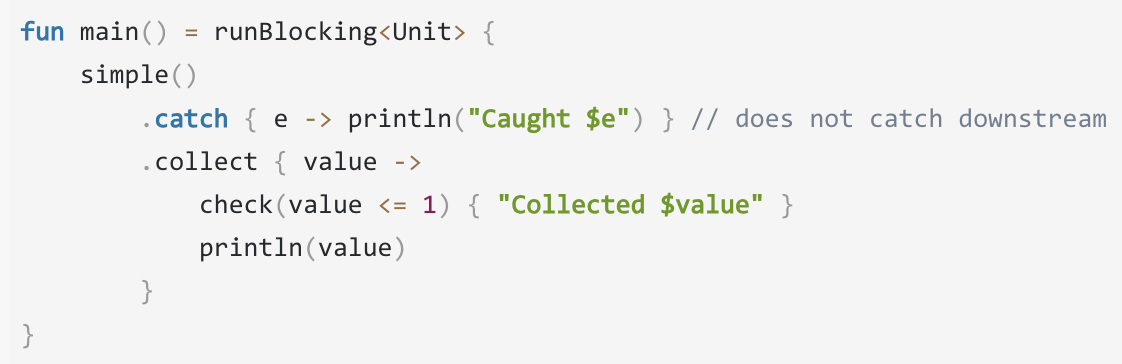 fun main() = runBlocking<Unit> {
    simple()
        .catch { e -> println("Caught $e") } // does not catch downstream
        .collect { value ->
            check(value <= 1) { "Collected $value" }
            println(value)
        }
}